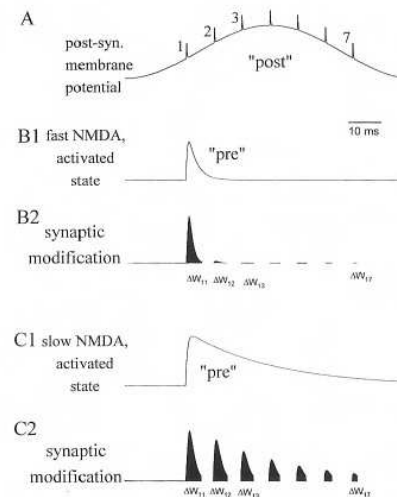 A
post-syn.
membrane
potential
1
2
3
"post"
7
10 ms
B1 fast NMDA,
activated
state
"pre"
B2
synaptic
modification
ΔW₁₁ ΔW₁₂ ΔW₁₃ ΔW₁₇
C1 slow NMDA,
activated
state
"pre"
C2
synaptic
modification
ΔW₁₁ ΔW₁₂ ΔW₁₃ ΔW₁₇